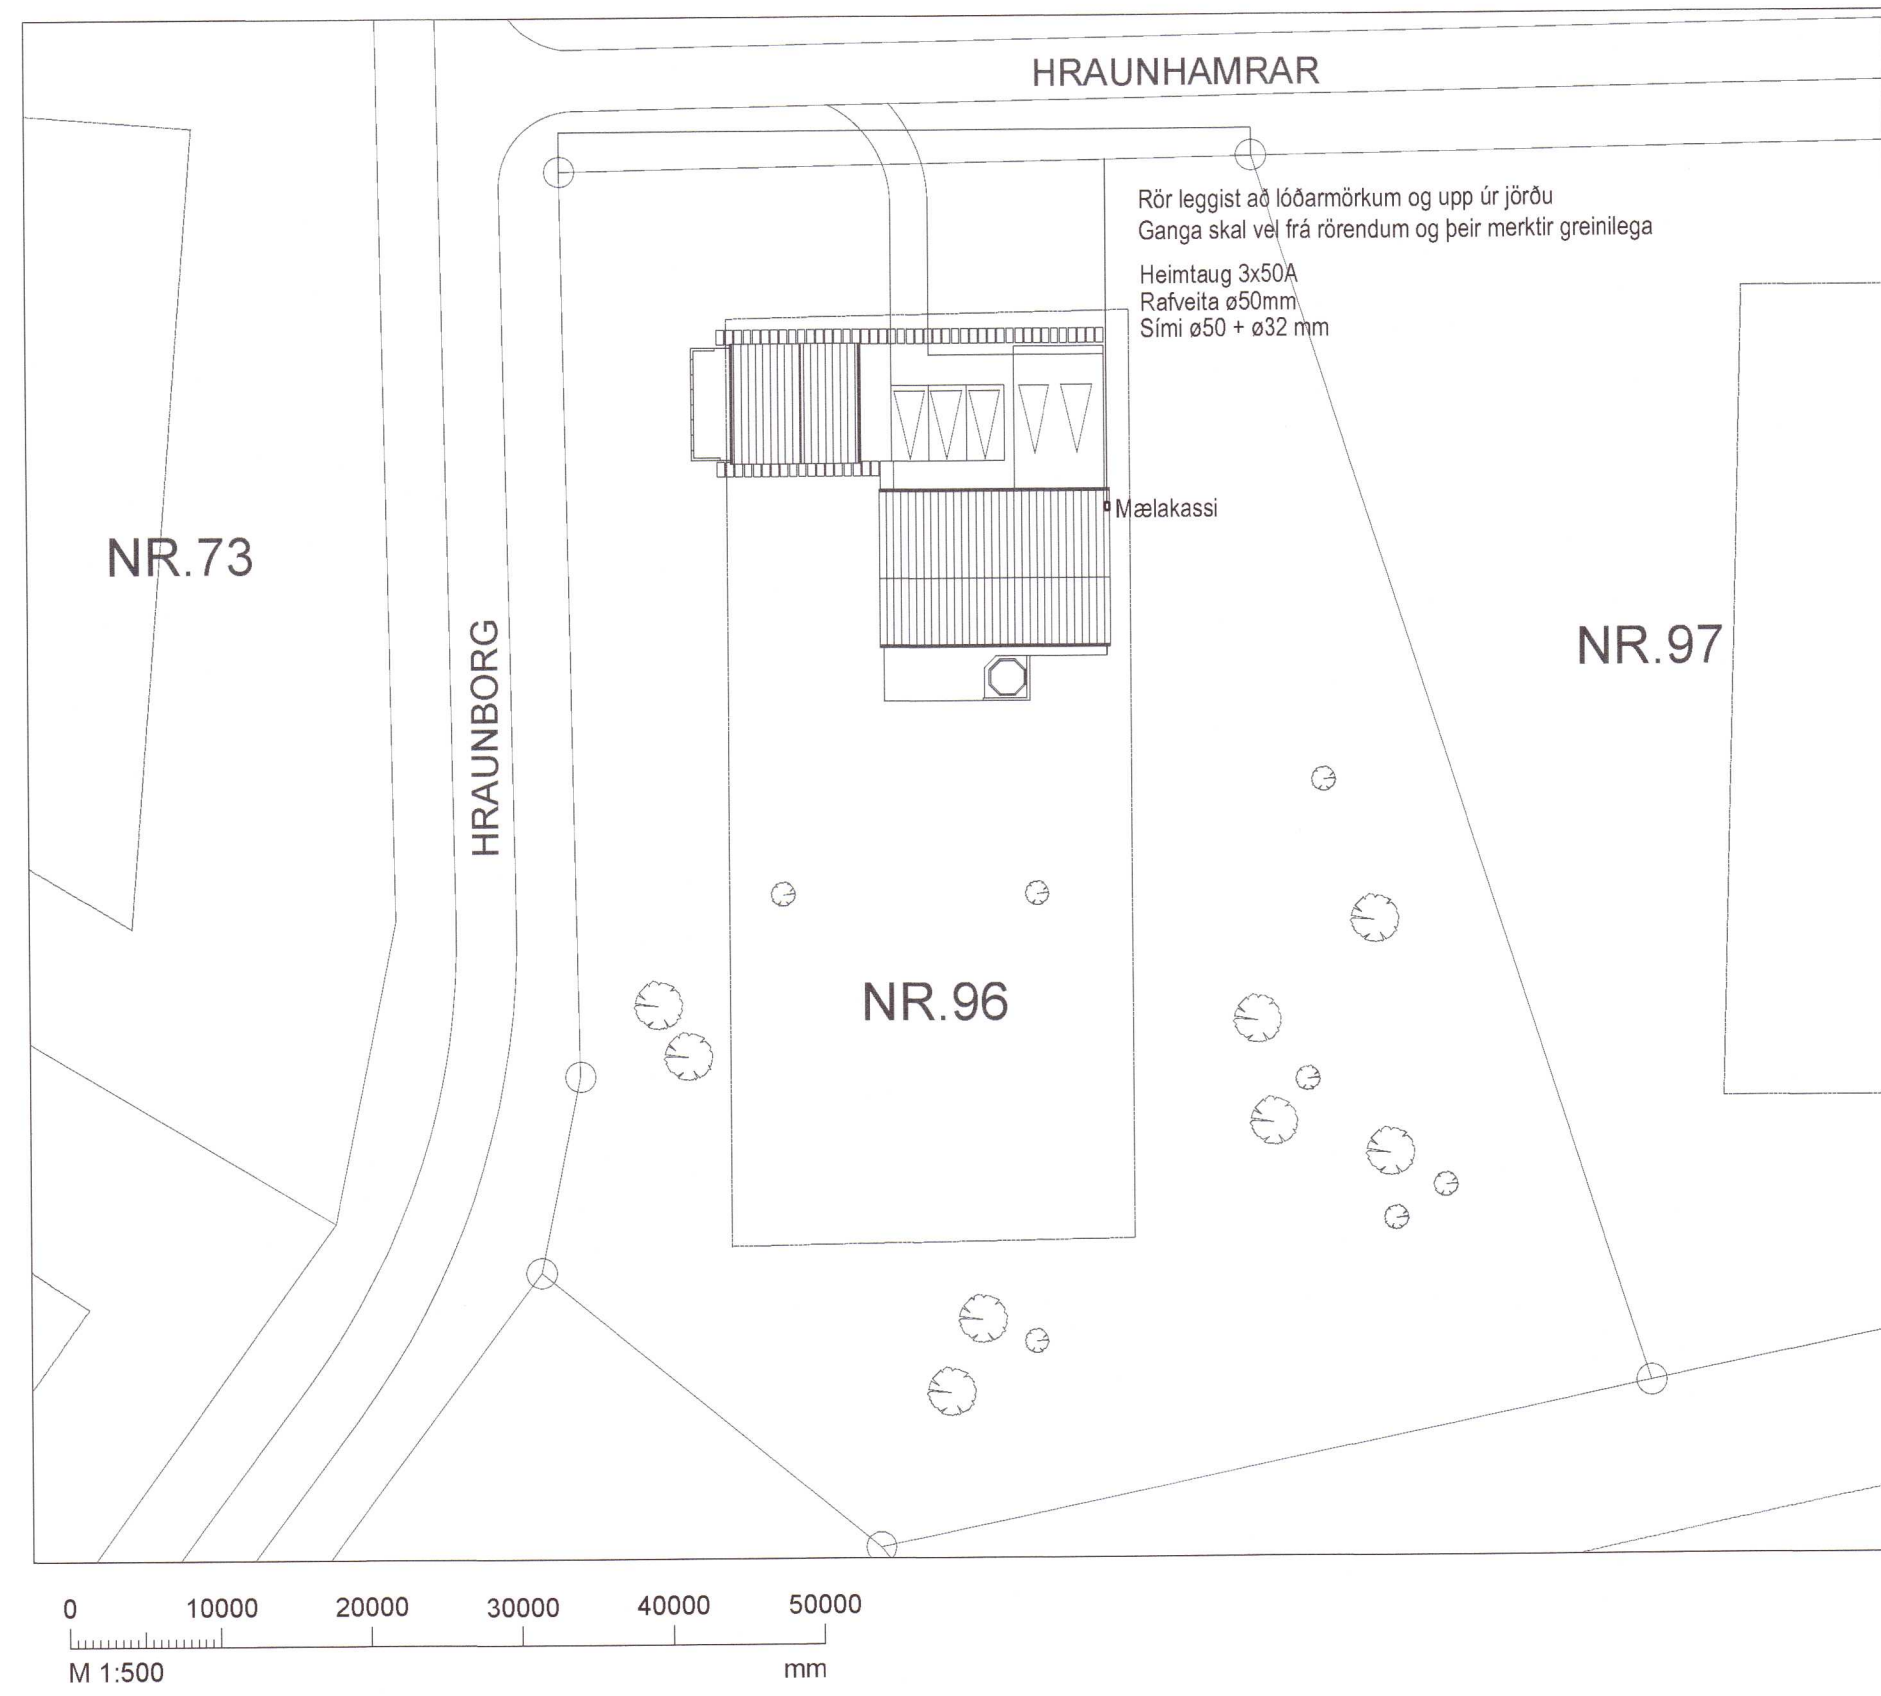 HRAUNHAMRAR
Rör leggist að lóðarmörkum og upp úr jörðu
Ganga skal vel frá rörendum og þeir merktir greinilega
Heimtaug 3x50A
Rafveita ø50mm
Sími ø50 + ø32 mm
Mælakassi
NR.73
HRAUNBORG
NR.97
NR.96
0 10000 20000 30000 40000 50000
M 1:500 mm